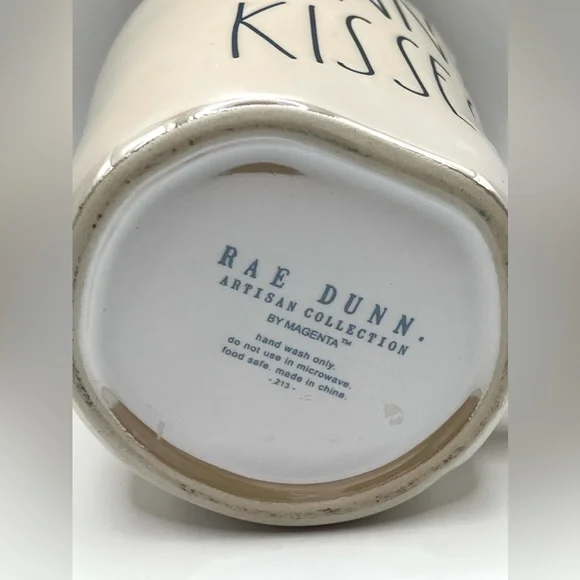 KISSES
RAE DUNN.
ARTISAN COLLECTION
BY MAGENTA™
hand wash only.
do not use in microwave.
food safe. made in china.
- 213 -